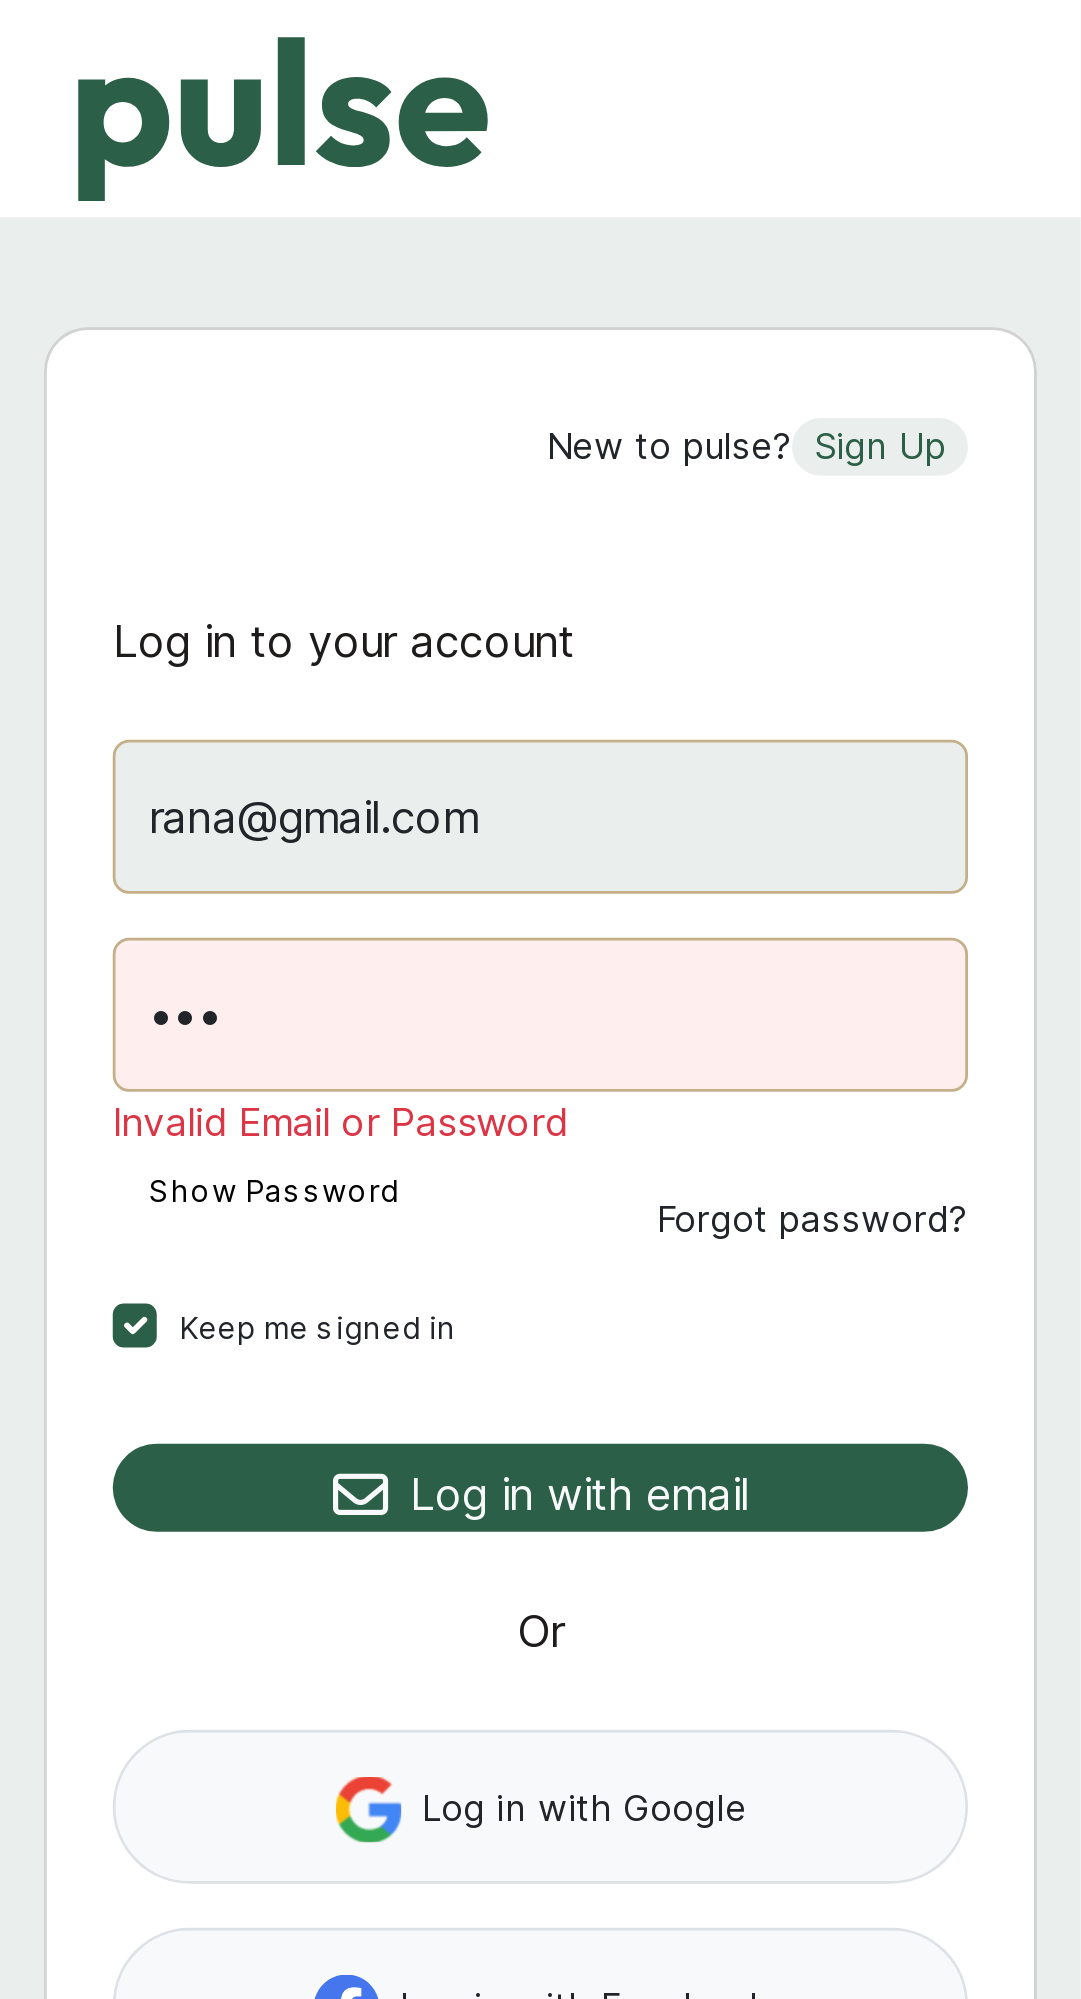 pulse
New to pulse? Sign Up
Log in to your account
rana@gmail.com
•••
Invalid Email or Password
Show Password
Forgot password?
Keep me signed in
Log in with email
Or
Log in with Google